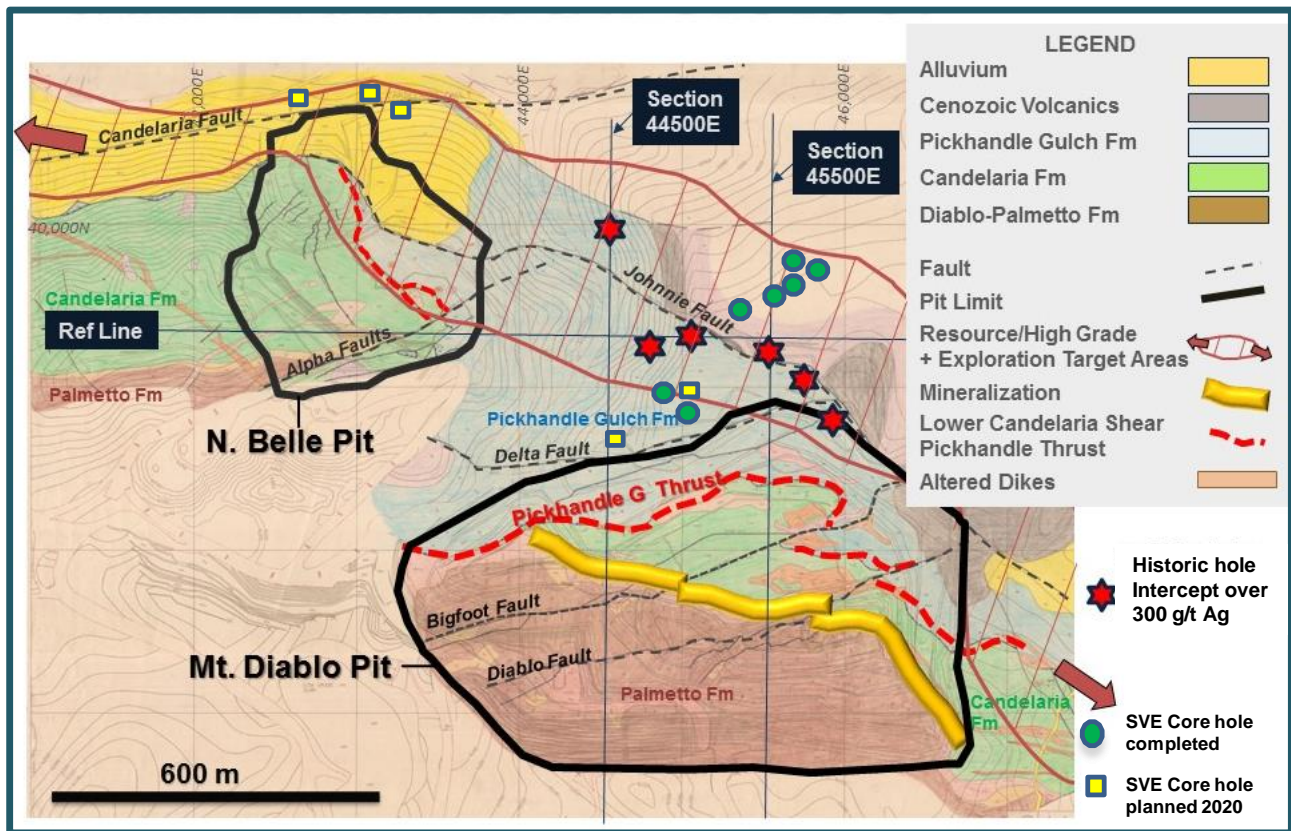 LEGEND
Alluvium
Cenozoic Volcanics
Pickhandle Gulch Fm
Candelaria Fm
Diablo-Palmetto Fm
Fault
Pit Limit
Resource/High Grade
+ Exploration Target Areas
Mineralization
Lower Candelaria Shear
Pickhandle Thrust
Altered Dikes
Historic hole
Intercept over
300 g/t Ag
SVE Core hole
completed
SVE Core hole
planned 2020
44,000E
46,000E
Section
44500E
Section
45500E
Candelaria Fault
40,000N
Johnnie Fault
Candelaria Fm
Ref Line
Alpha Faults
Palmetto Fm
N. Belle Pit
Pickhandle Gulch Fm
Delta Fault
Pickhandle G Thrust
Bigfoot Fault
Diablo Fault
Mt. Diablo Pit
Palmetto Fm
Candelaria
Fm
600 m